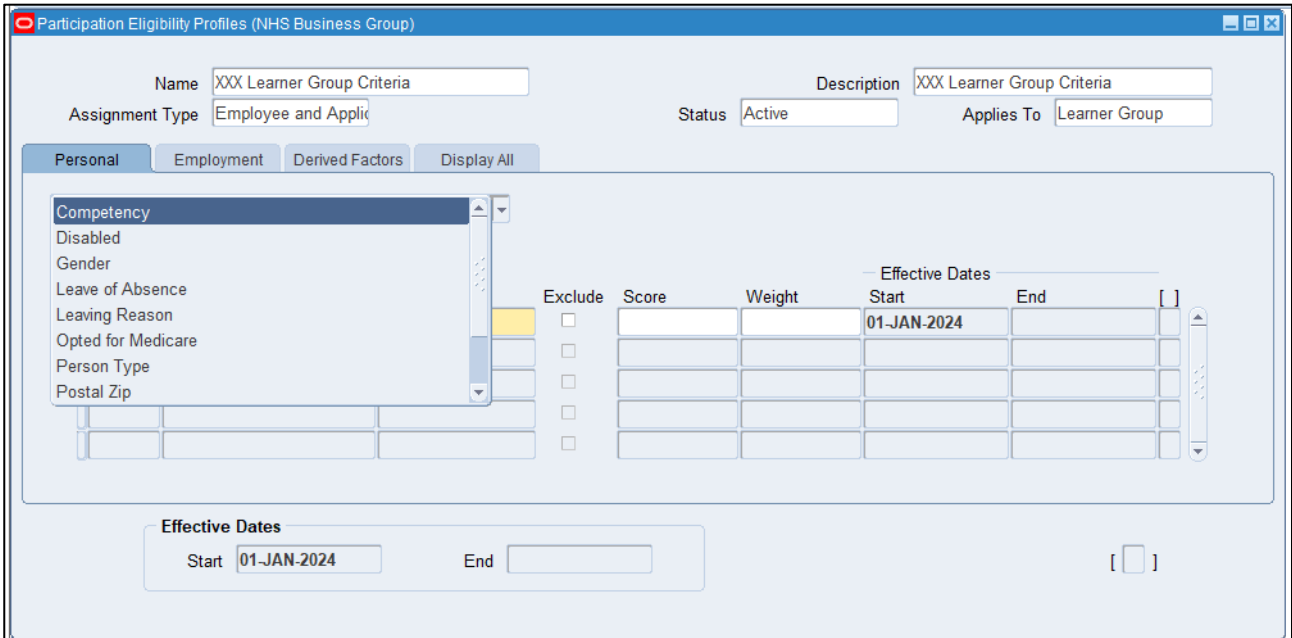 Participation Eligibility Profiles (NHS Business Group)
Name XXX Learner Group Criteria Description XXX Learner Group Criteria
Assignment Type Employee and Applic Status Active Applies To Learner Group
Personal Employment Derived Factors Display All
Competency
Disabled
Gender
Leave of Absence
Leaving Reason
Opted for Medicare
Person Type
Postal Zip
Effective Dates
Exclude Score Weight Start End [ ]
01-JAN-2024
Effective Dates
Start 01-JAN-2024 End [ ]